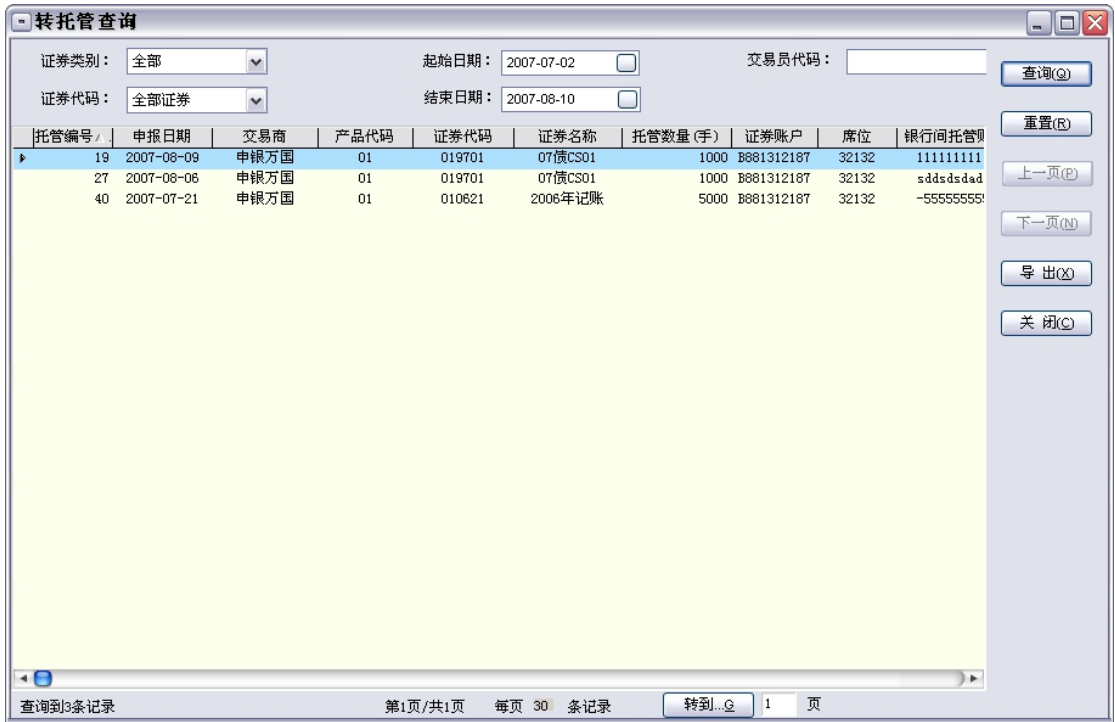 转托管查询
证券类别： 全部 起始日期： 2007-07-02 交易员代码：
查询(Q)
证券代码： 全部证券 结束日期： 2007-08-10
重置(R)
托管编号 申报日期 交易商 产品代码 证券代码 证券名称 托管数量(手) 证券账户 席位 银行间托管
19 2007-08-09 申银万国 01 019701 07债CS01 1000 B881312187 32132 111111111
27 2007-08-06 申银万国 01 019701 07债CS01 1000 B881312187 32132 sddsdsdad
40 2007-07-21 申银万国 01 010621 2006年记账 5000 B881312187 32132 -555555555
上一页(P)
下一页(N)
导 出(X)
关 闭(C)
查询到3条记录 第1页/共1页 每页 30 条记录 转到...G 1 页